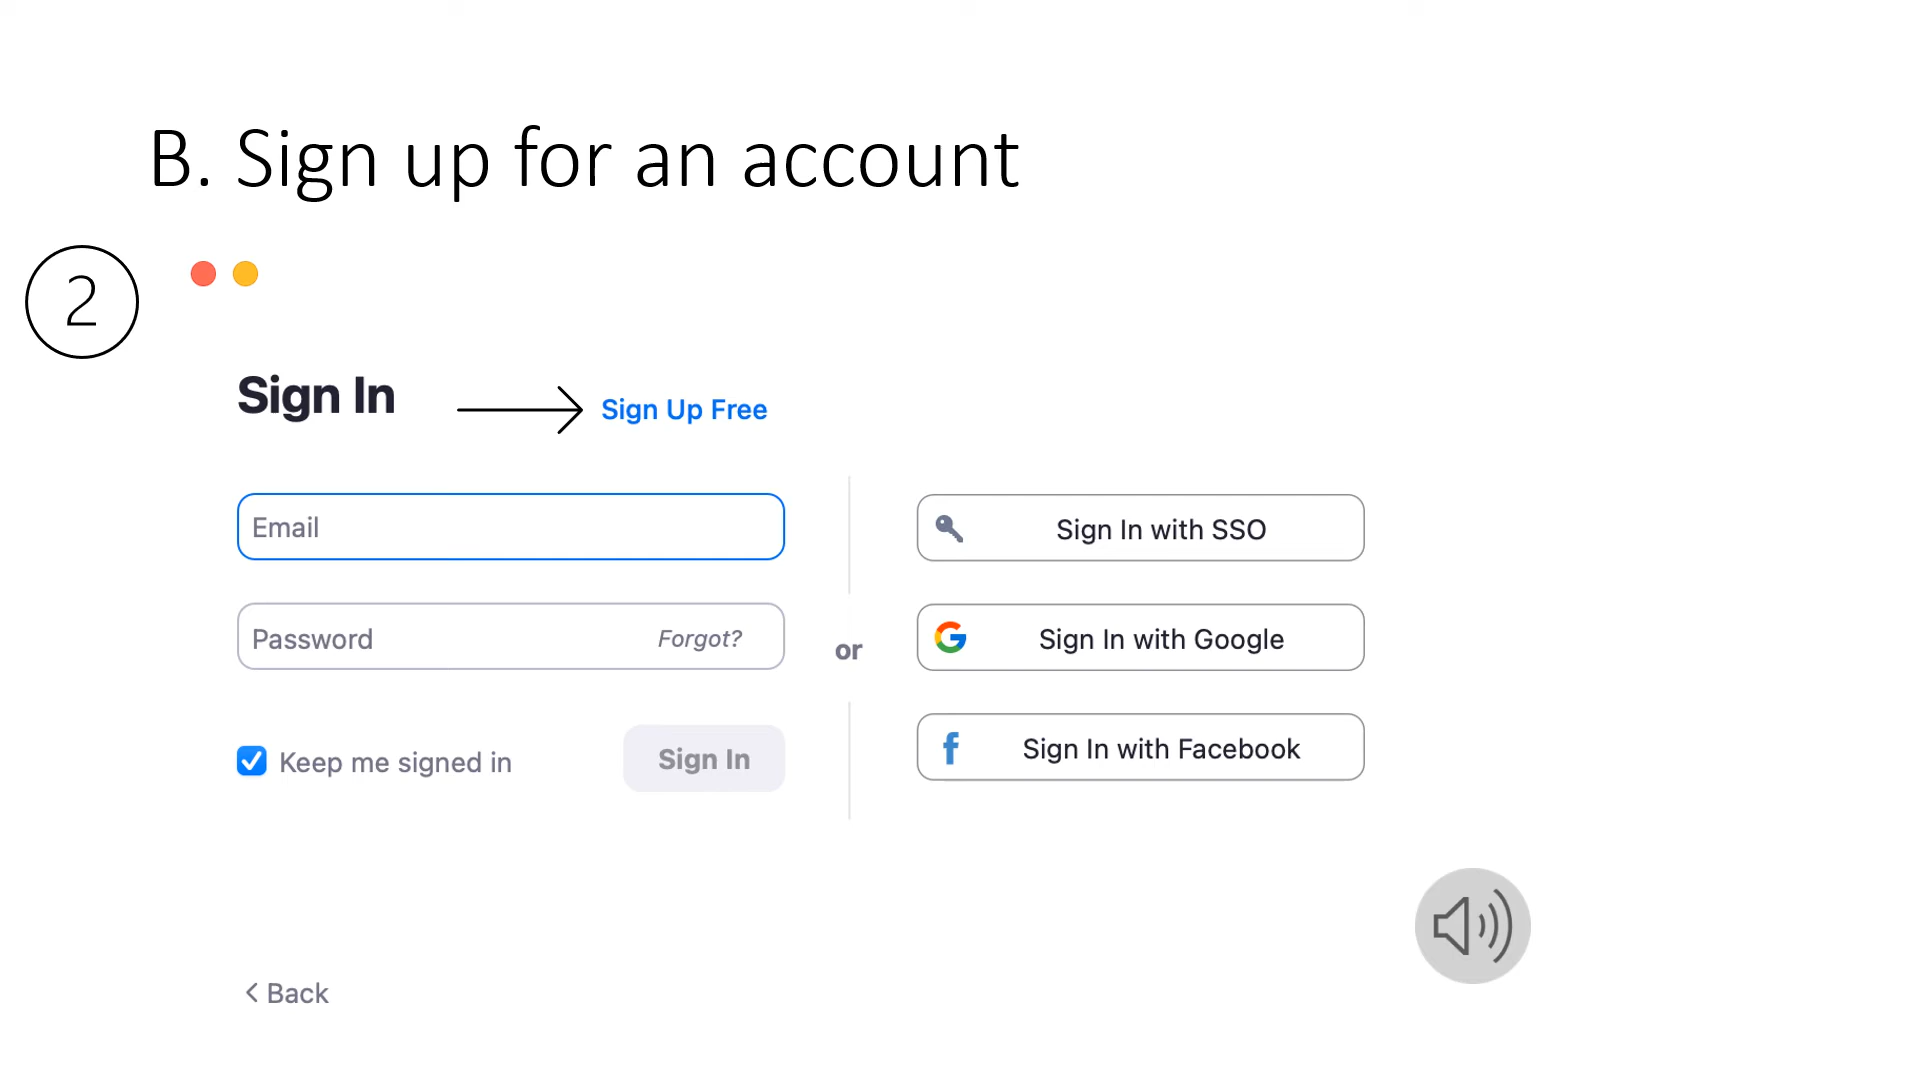 B. Sign up for an account
2
Sign In
Sign Up Free
Email
Password
Forgot?
Keep me signed in
Sign In
or
Sign In with SSO
Sign In with Google
Sign In with Facebook
Back